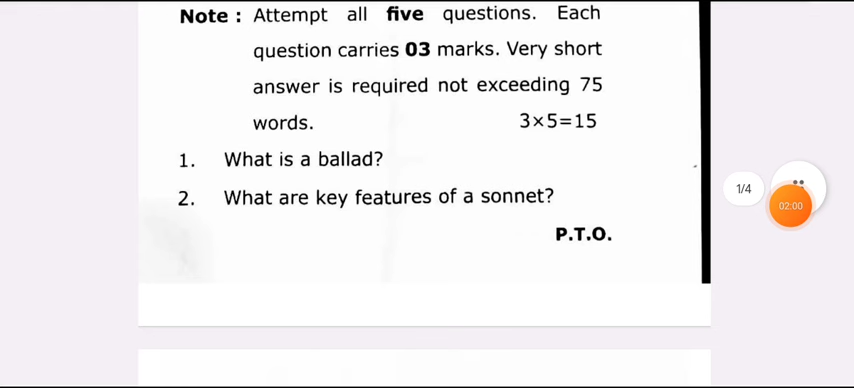 Note : Attempt all five questions. Each
question carries 03 marks. Very short
answer is required not exceeding 75
words. 3×5=15
1. What is a ballad?
2. What are key features of a sonnet?
P.T.O.
1/4
02:00